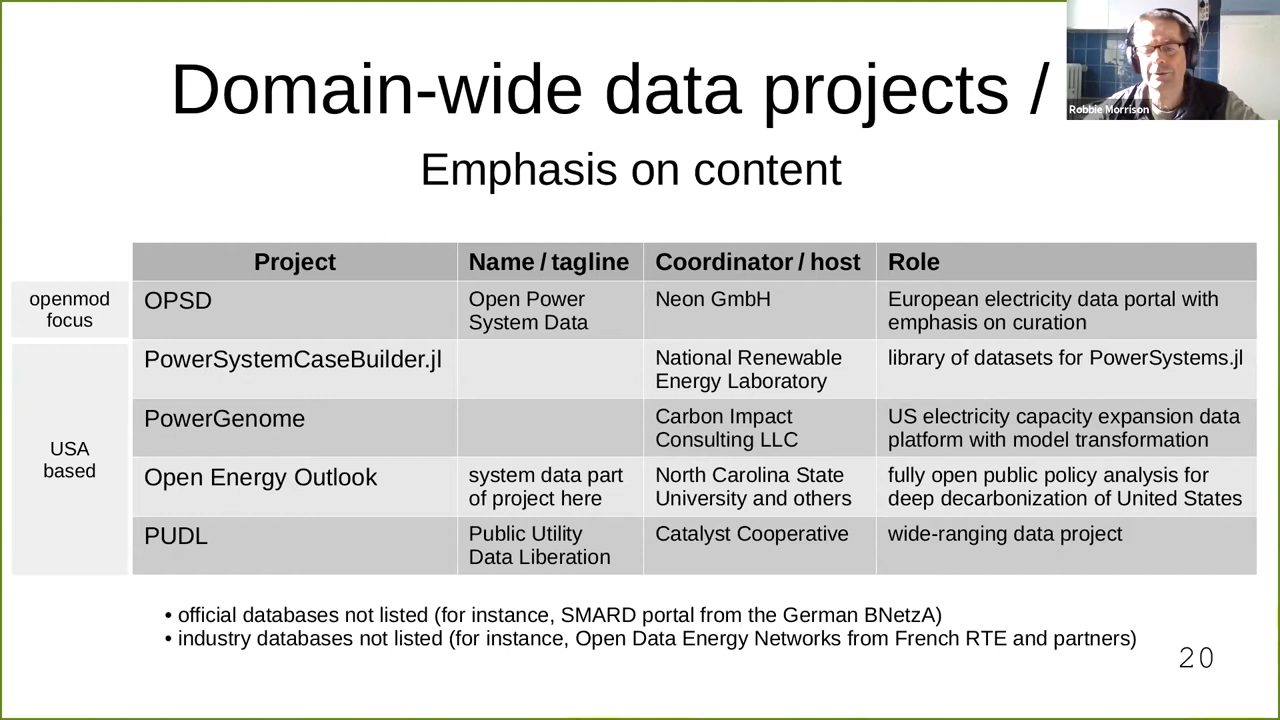 Domain-wide data projects /
Robbie Morrison
Emphasis on content
Project Name / tagline Coordinator / host Role
openmod
focus
OPSD
Open Power
System Data
Neon GmbH
European electricity data portal with
emphasis on curation
USA
based
PowerSystemCaseBuilder.jl
National Renewable
Energy Laboratory
library of datasets for PowerSystems.jl
PowerGenome
Carbon Impact
Consulting LLC
US electricity capacity expansion data
platform with model transformation
Open Energy Outlook
system data part
of project here
North Carolina State
University and others
fully open public policy analysis for
deep decarbonization of United States
PUDL
Public Utility
Data Liberation
Catalyst Cooperative
wide-ranging data project
• official databases not listed (for instance, SMARD portal from the German BNetzA)
• industry databases not listed (for instance, Open Data Energy Networks from French RTE and partners)
20